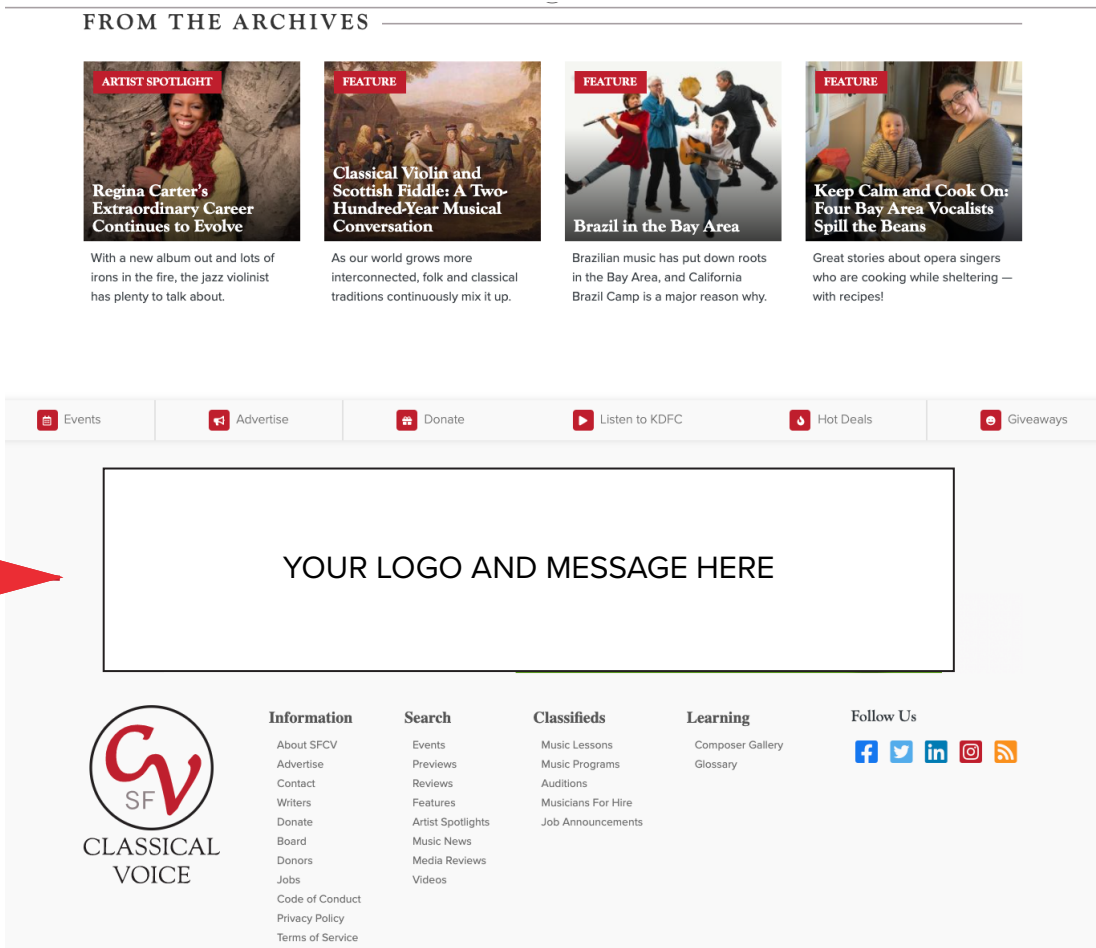 FROM THE ARCHIVES
ARTIST SPOTLIGHT
Regina Carter's
Extraordinary Career
Continues to Evolve
With a new album out and lots of
irons in the fire, the jazz violinist
has plenty to talk about.
FEATURE
Classical Violin and
Scottish Fiddle: A Two-
Hundred-Year Musical
Conversation
As our world grows more
interconnected, folk and classical
traditions continuously mix it up.
FEATURE
Brazil in the Bay Area
Brazilian music has put down roots
in the Bay Area, and California
Brazil Camp is a major reason why.
FEATURE
Keep Calm and Cook On:
Four Bay Area Vocalists
Spill the Beans
Great stories about opera singers
who are cooking while sheltering —
with recipes!
Events
Advertise
Donate
Listen to KDFC
Hot Deals
Giveaways
YOUR LOGO AND MESSAGE HERE
CV
SF
CLASSICAL
VOICE
Information
About SFCV
Advertise
Contact
Writers
Donate
Board
Donors
Jobs
Code of Conduct
Privacy Policy
Terms of Service
Search
Events
Previews
Reviews
Features
Artist Spotlights
Music News
Media Reviews
Videos
Classifieds
Music Lessons
Music Programs
Auditions
Musicians For Hire
Job Announcements
Learning
Composer Gallery
Glossary
Follow Us